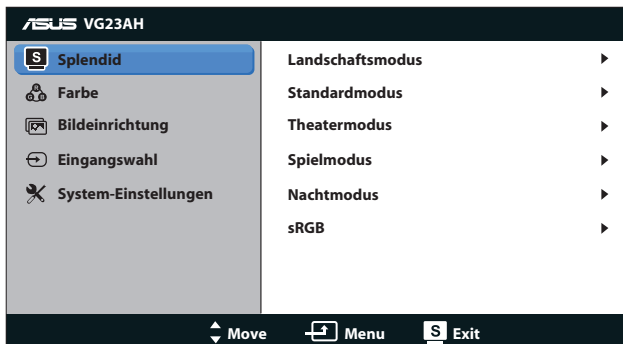 ASUS VG23AH
S Splendid
Farbe
Bildeinrichtung
Eingangswahl
System-Einstellungen
Landschaftsmodus
Standardmodus
Theatermodus
Spielmodus
Nachtmodus
sRGB
Move Menu S Exit